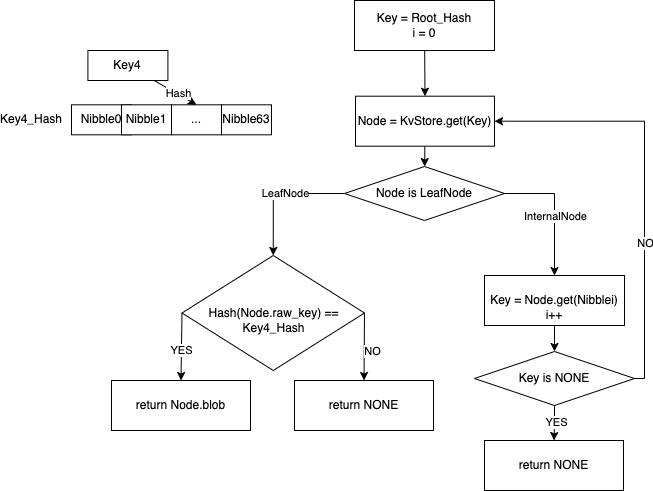 Key = Root_Hash
i = 0
Key4
Hash
Key4_Hash
Nibble0
Nibble1
...
Nibble63
Node = KvStore.get(Key)
Node is LeafNode
LeafNode
InternalNode
NO
Hash(Node.raw_key) ==
Key4_Hash
Key = Node.get(Nibblei)
i++
YES
NO
Key is NONE
return Node.blob
return NONE
YES
return NONE